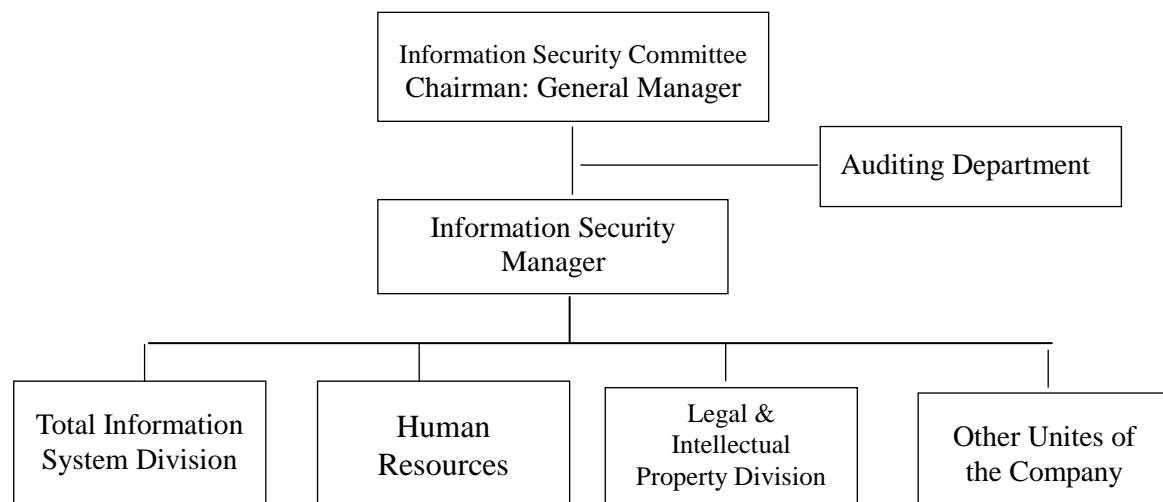 Information Security Committee
Chairman: General Manager
Auditing Department
Information Security
Manager
Total Information
System Division
Human
Resources
Legal &
Intellectual
Property Division
Other Unites of
the Company